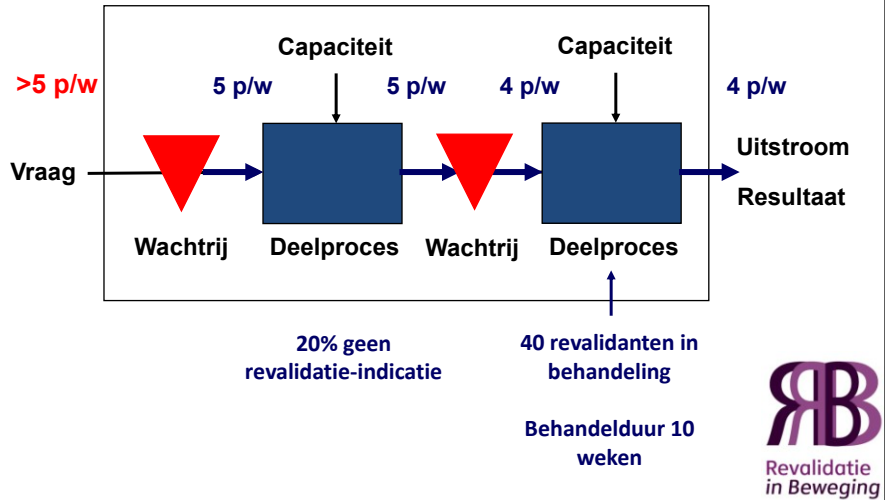 Capaciteit
Capaciteit
>5 p/w
5 p/w
5 p/w
4 p/w
4 p/w
Vraag
Uitstroom
Resultaat
Wachtrij
Deelproces
Wachtrij
Deelproces
20% geen
revalidatie-indicatie
40 revalidanten in
behandeling
Behandelduur 10
weken
RRBB
Revalidatie
in Beweging